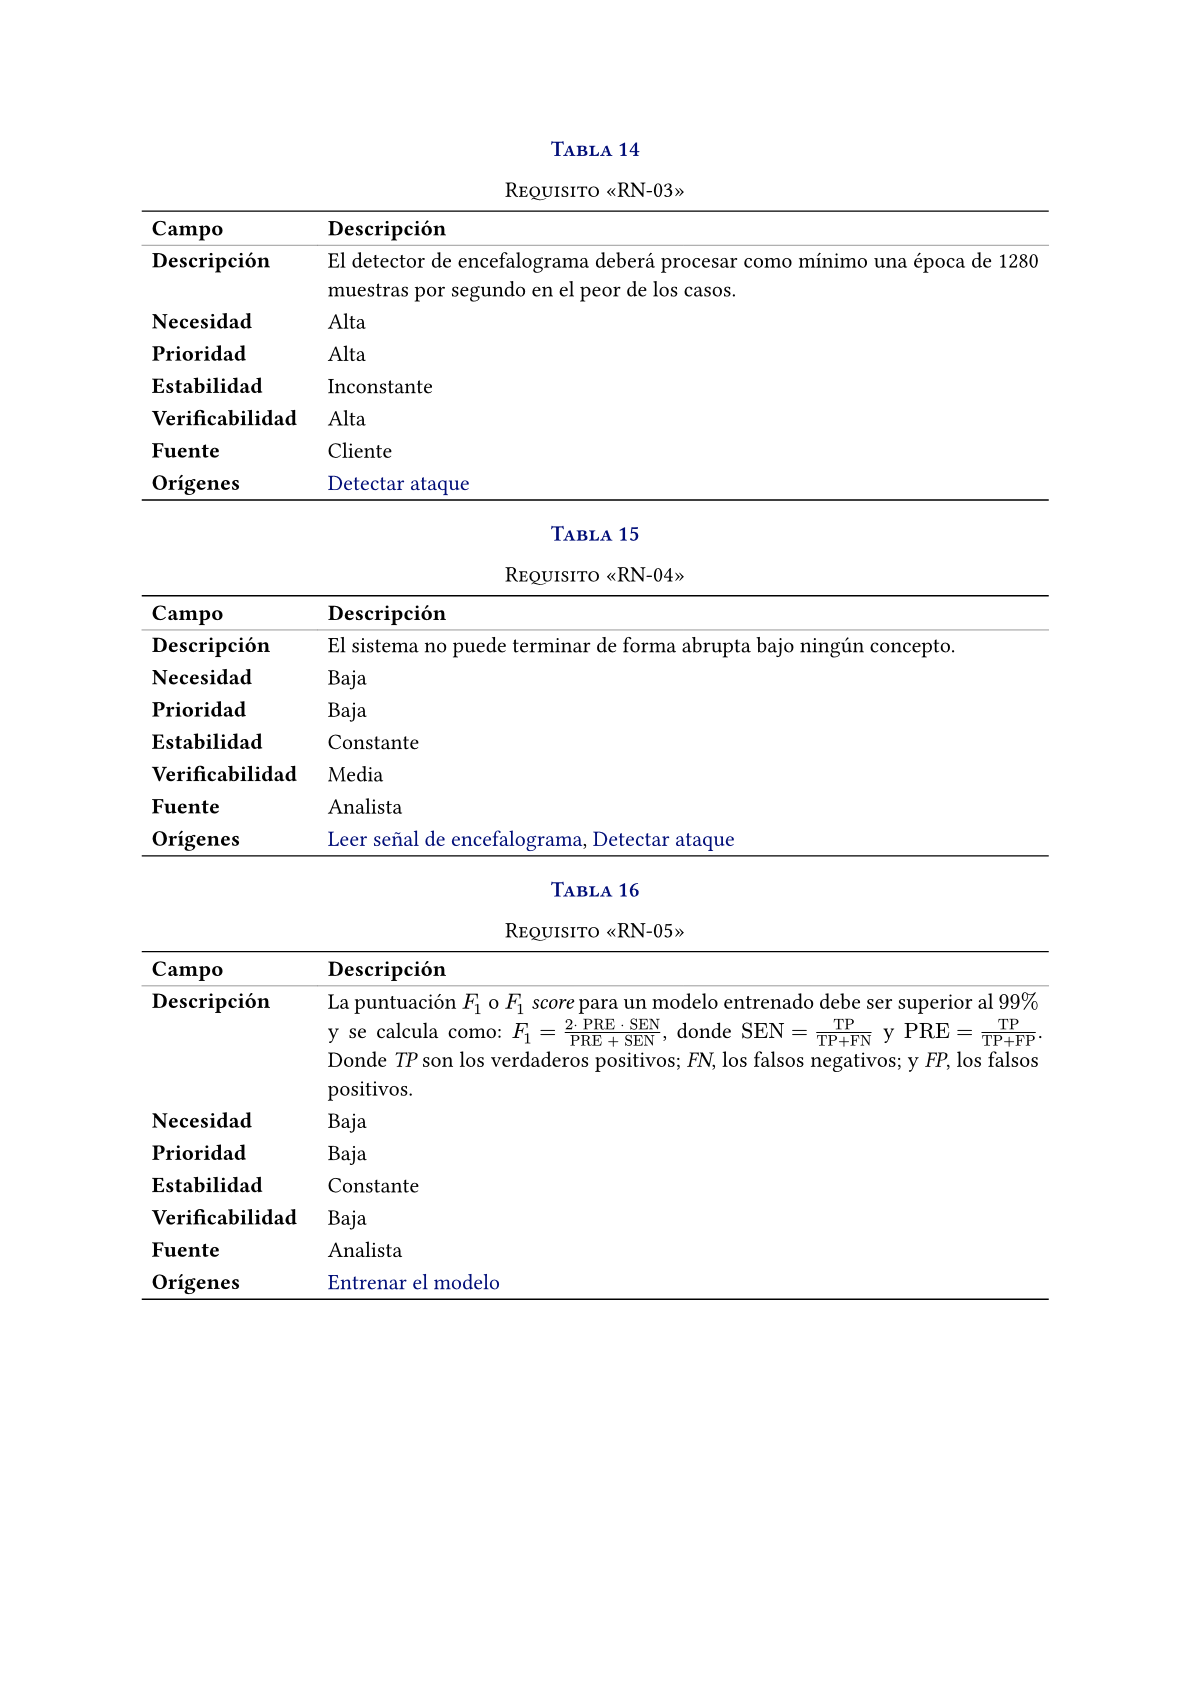 Tabla 14
Requisito «RN-03»
Campo Descripción
Descripción El detector de encefalograma deberá procesar como mínimo una época de 1280
muestras por segundo en el peor de los casos.
Necesidad Alta
Prioridad Alta
Estabilidad Inconstante
Verificabilidad Alta
Fuente Cliente
Orígenes Detectar ataque
Tabla 15
Requisito «RN-04»
Campo Descripción
Descripción El sistema no puede terminar de forma abrupta bajo ningún concepto.
Necesidad Baja
Prioridad Baja
Estabilidad Constante
Verificabilidad Media
Fuente Analista
Orígenes Leer señal de encefalograma, Detectar ataque
Tabla 16
Requisito «RN-05»
Campo Descripción
Descripción La puntuación $F_1$ o $F_1$ score para un modelo entrenado debe ser superior al 99%
y se calcula como: $F_1 = \frac{2 \cdot \text{PRE} \cdot \text{SEN}}{\text{PRE} + \text{SEN}}$, donde $\text{SEN} = \frac{\text{TP}}{\text{TP}+\text{FN}}$ y $\text{PRE} = \frac{\text{TP}}{\text{TP}+\text{FP}}$.
Donde TP son los verdaderos positivos; FN, los falsos negativos; y FP, los falsos
positivos.
Necesidad Baja
Prioridad Baja
Estabilidad Constante
Verificabilidad Baja
Fuente Analista
Orígenes Entrenar el modelo